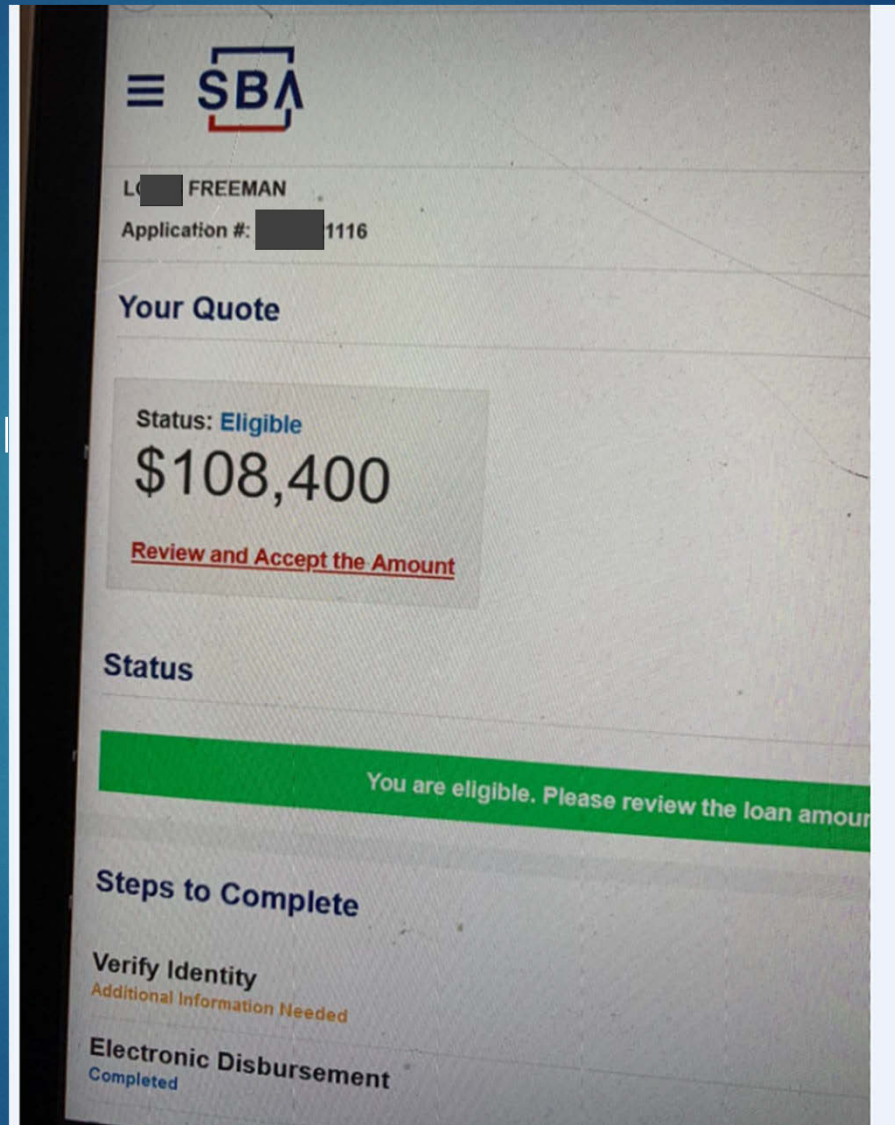 SBA
FREEMAN
Application #: 1116
Your Quote
Status: Eligible
$108,400
Review and Accept the Amount
Status
You are eligible. Please review the loan amour
Steps to Complete
Verify Identity
Additional Information Needed
Electronic Disbursement
Completed